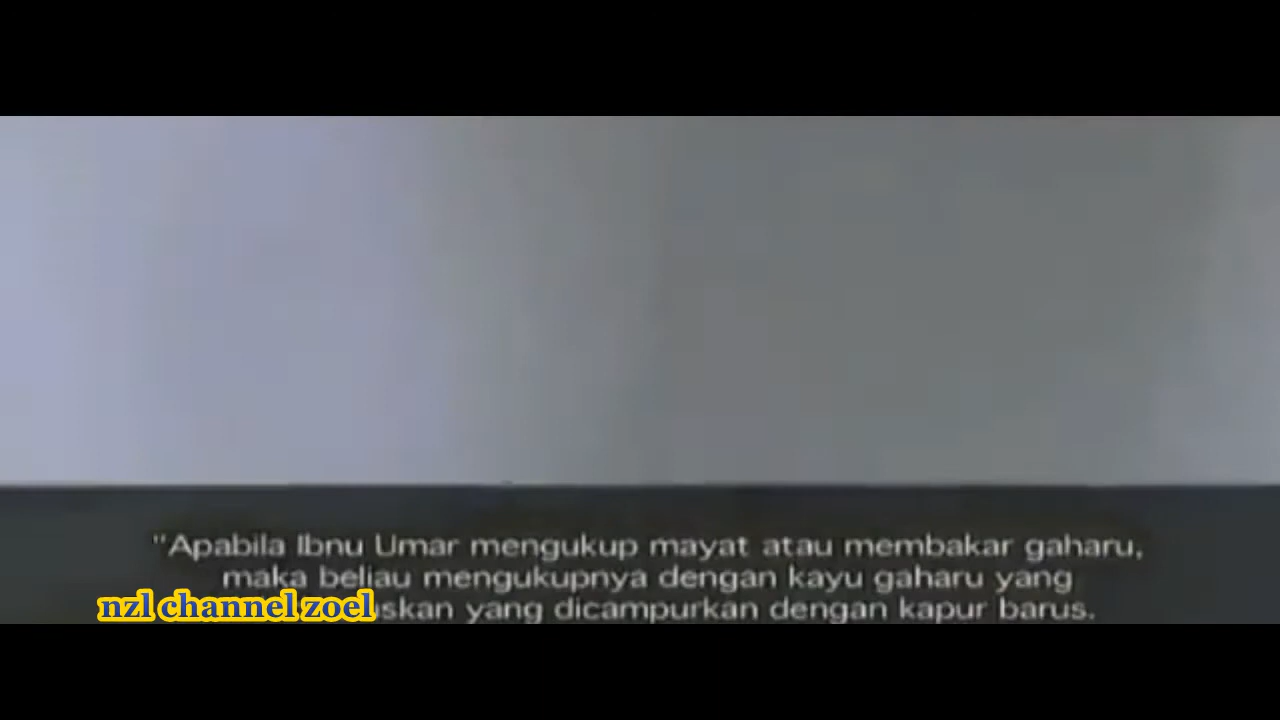 "Apabila Ibnu Umar mengukup mayat atau membakar gaharu,
maka beliau mengukupnya dengan kayu gaharu yang
yang dicampurkan dengan kapur barus.
nzl channel zoel